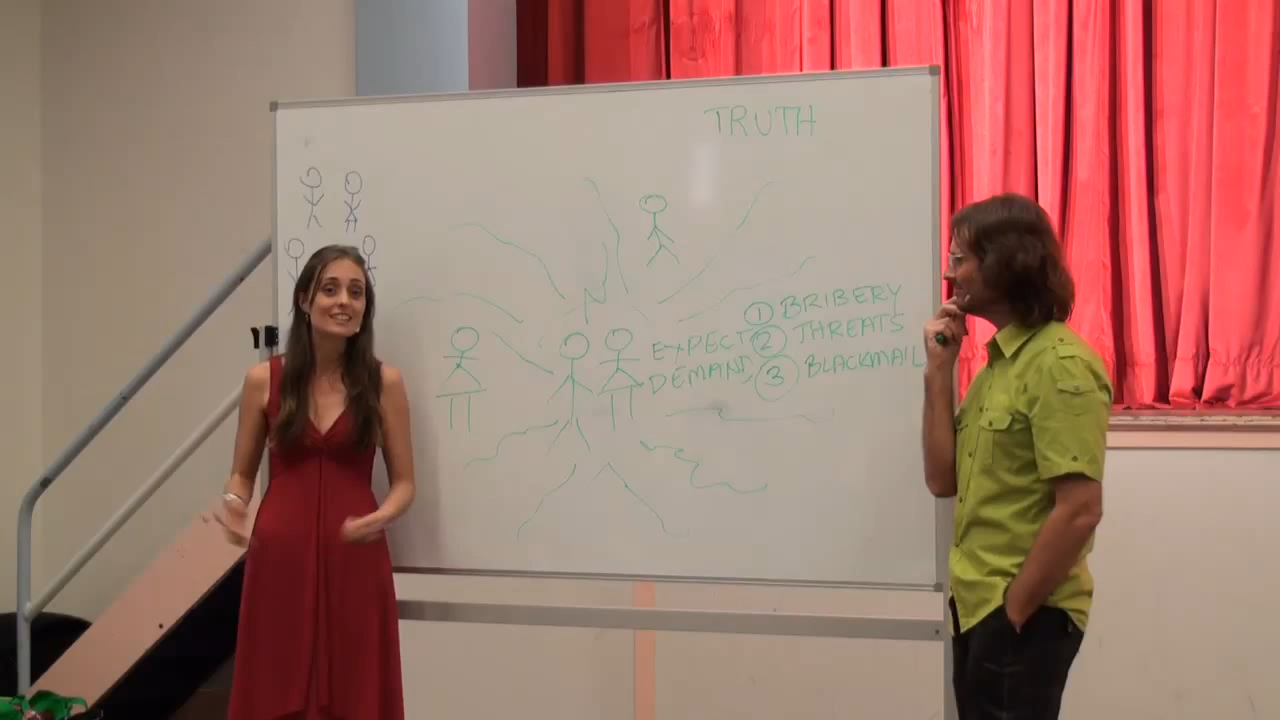 TRUTH
① BRIBERY
EXPECT ② THREATS
DEMAND ③ BLACKMAIL